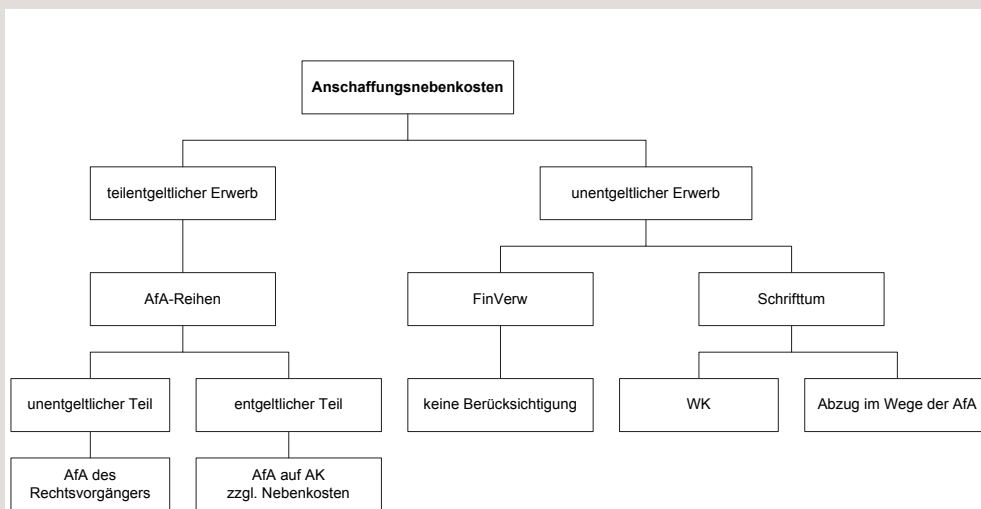 Anschaffungsnebenkosten
teilentgeltlicher Erwerb
unentgeltlicher Erwerb
AfA-Reihen
FinVerw
Schrifttum
unentgeltlicher Teil
entgeltlicher Teil
keine Berücksichtigung
WK
Abzug im Wege der AfA
AfA des
Rechtsvorgängers
AfA auf AK
zzgl. Nebenkosten